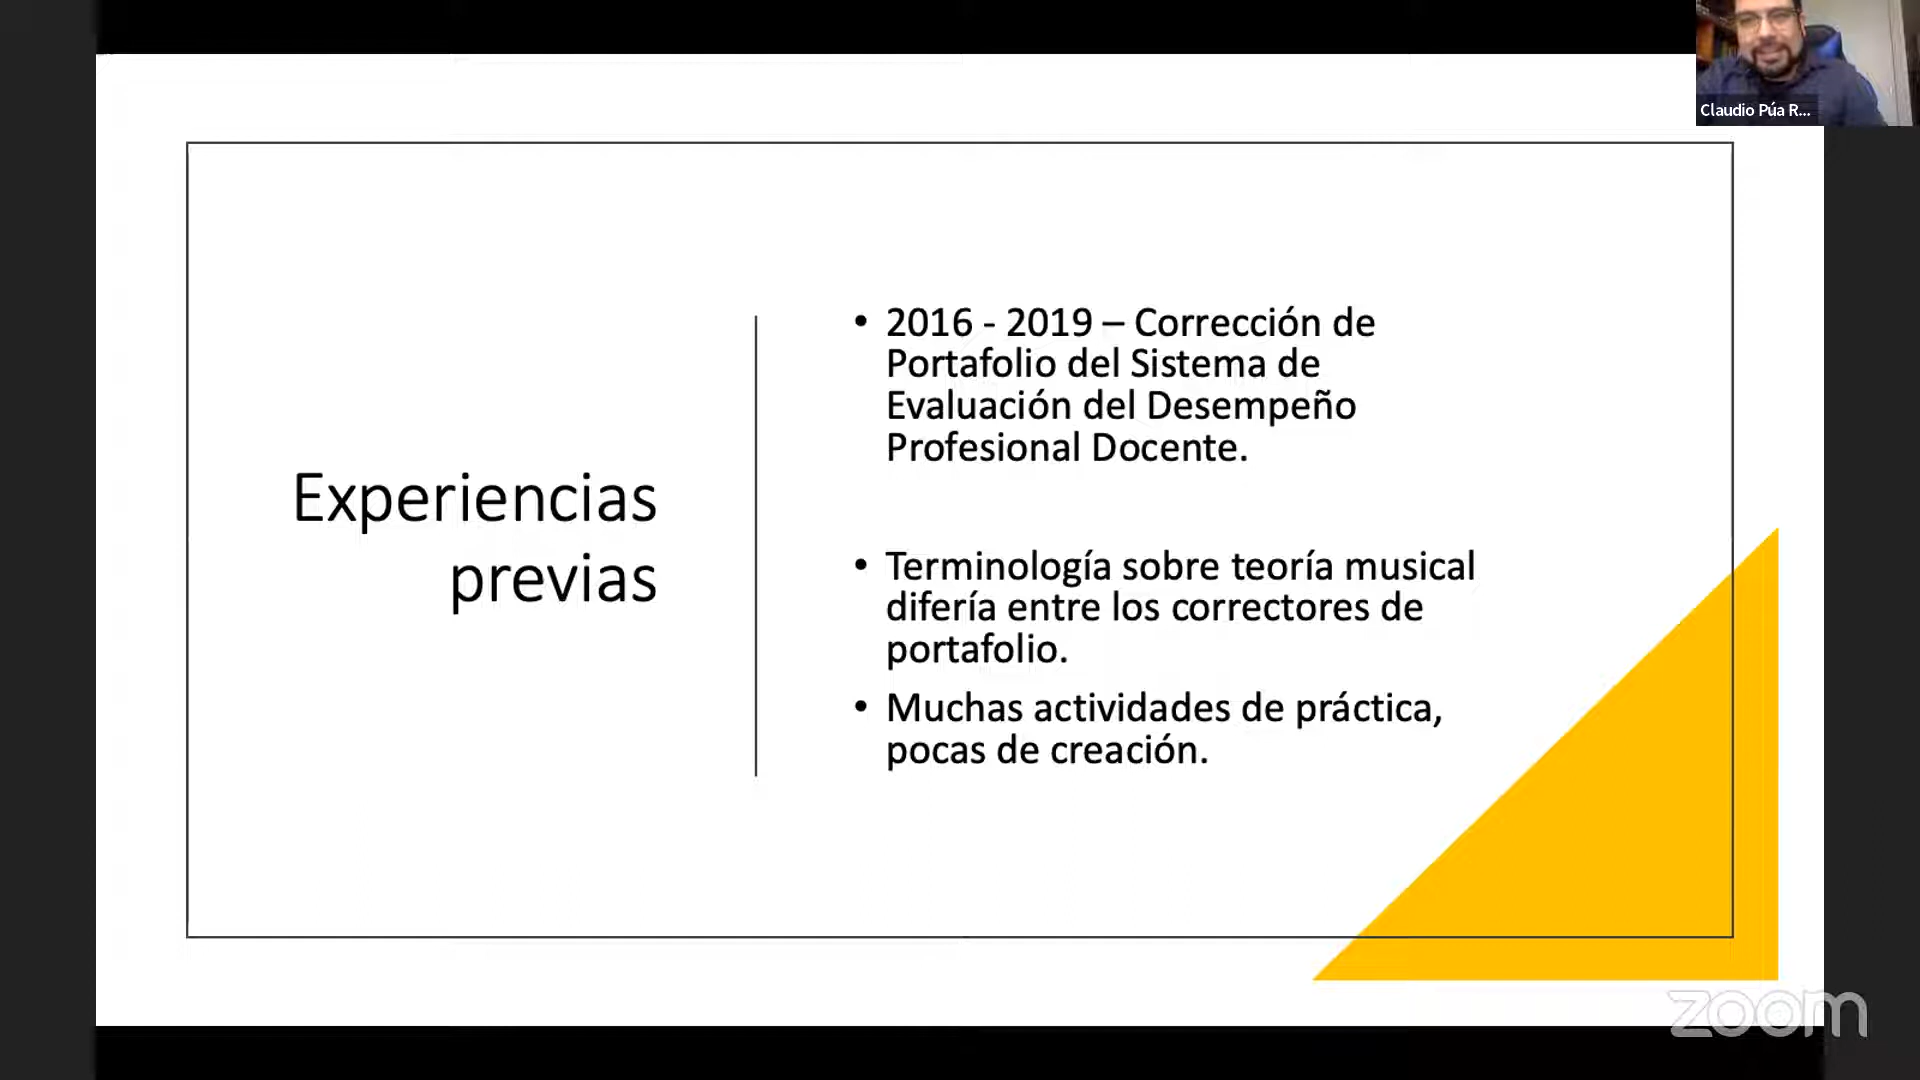 Claudio Púa R...
Experiencias
previas
• 2016 - 2019 – Corrección de
Portafolio del Sistema de
Evaluación del Desempeño
Profesional Docente.
• Terminología sobre teoría musical
difería entre los correctores de
portafolio.
• Muchas actividades de práctica,
pocas de creación.
zoom